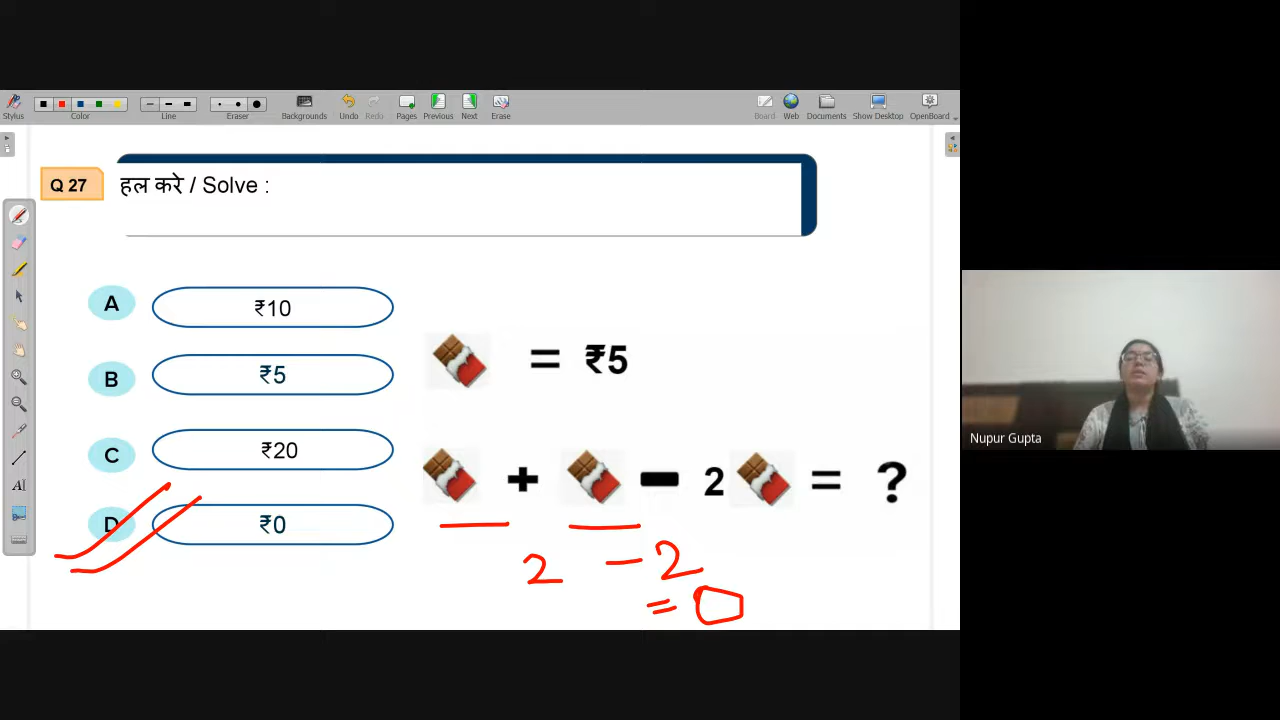 Stylus
Color
Line
Eraser
Backgrounds
Undo
Redo
Pages
Previous
Next
Erase
Board
Web
Documents
Show Desktop
OpenBoard
Q 27
हल करे / Solve :
A
₹10
B
₹5
C
₹20
D
₹0
= ₹5
+ - 2 = ?
2 - 2
= 0
Nupur Gupta